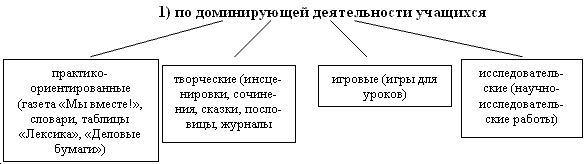 1) по доминирующей деятельности учащихся
практико-
ориентированные
(газета «Мы вместе!»,
словари, таблицы
«Лексика», «Деловые
бумаги»)
творческие (инсце-
нировки, сочине-
ния, сказки, посло-
вицы, журналы
игровые (игры для
уроков)
исследователь-
ские (научно-
исследователь-
ские работы)